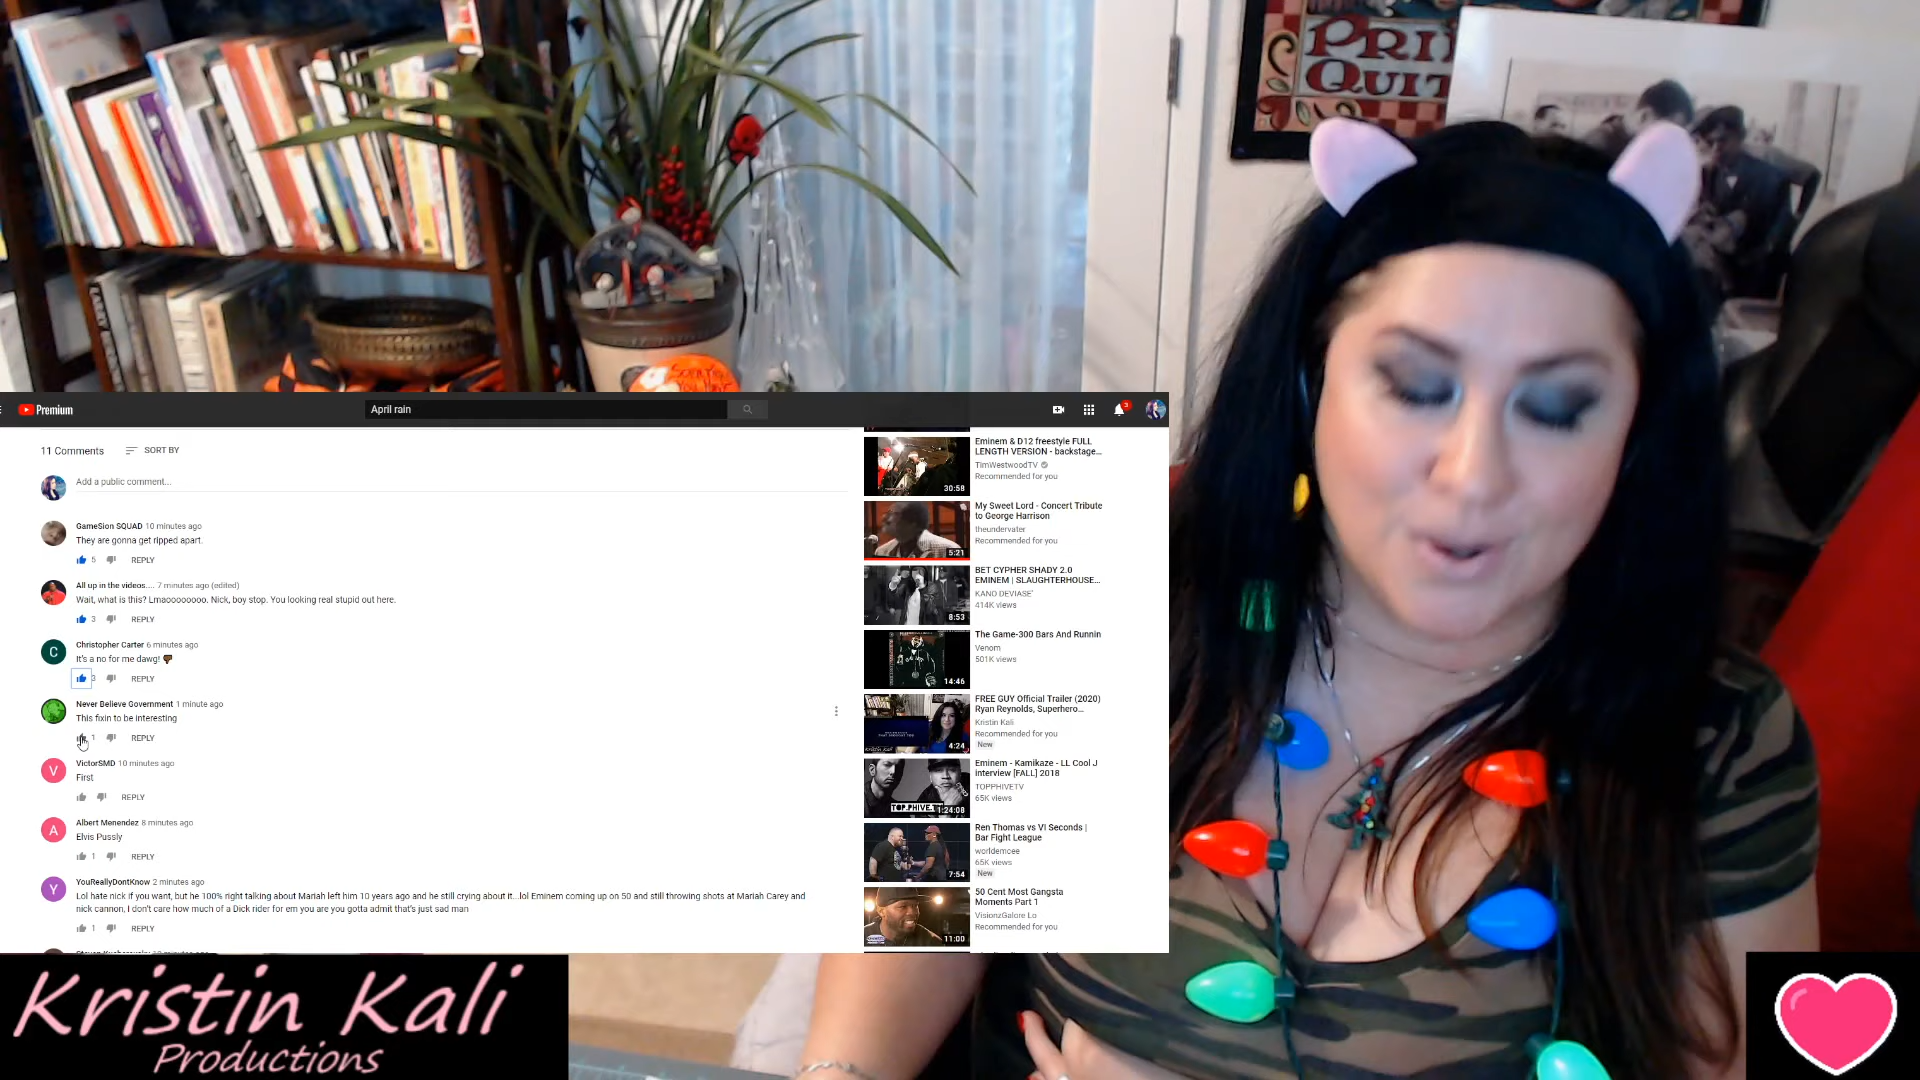 PRI
QUIT
Premium
April rain
3
11 Comments
SORT BY
Add a public comment...
GameSion SQUAD 10 minutes ago
They are gonna get ripped apart.
5
REPLY
All up in the videos.... 7 minutes ago (edited)
Wait, what is this? Lmaoooooooo. Nick, boy stop. You looking real stupid out here.
3
REPLY
C
Christopher Carter 6 minutes ago
It's a no for me dawg! 👎🏾
3
REPLY
Never Believe Government 1 minute ago
This fixin to be interesting
1
REPLY
V
VictorSMD 10 minutes ago
First
REPLY
A
Albert Menendez 8 minutes ago
Elvis Pussly
1
REPLY
Y
YouReallyDontKnow 2 minutes ago
Lol hate nick if you want, but he 100% right talking about Mariah left him 10 years ago and he still crying about it...lol Eminem coming up on 50 and still throwing shots at Mariah Carey and
nick cannon, I don't care how much of a Dick rider for em you are you gotta admit that's just sad man
1
REPLY
Eminem & D12 freestyle FULL
LENGTH VERSION - backstage...
TimWestwoodTV
Recommended for you
30:58
My Sweet Lord - Concert Tribute
to George Harrison
theundervater
Recommended for you
5:21
BET CYPHER SHADY 2.0
EMINEM | SLAUGHTERHOUSE...
KANO DEVIASE'
414K views
8:53
The Game-300 Bars And Runnin
Venom
501K views
14:46
FREE GUY Official Trailer (2020)
Ryan Reynolds, Superhero...
Kristin Kali
Recommended for you
New
4:24
Eminem - Kamikaze - LL Cool J
interview [FALL] 2018
TOPPHIVETV
65K views
TOP.PHIVE.T
1:24:08
Ren Thomas vs VI Seconds |
Bar Fight League
worldemcee
65K views
New
7:54
50 Cent Most Gangsta
Moments Part 1
VisionzGalore Lo
Recommended for you
11:00
Kristin Kali
Productions